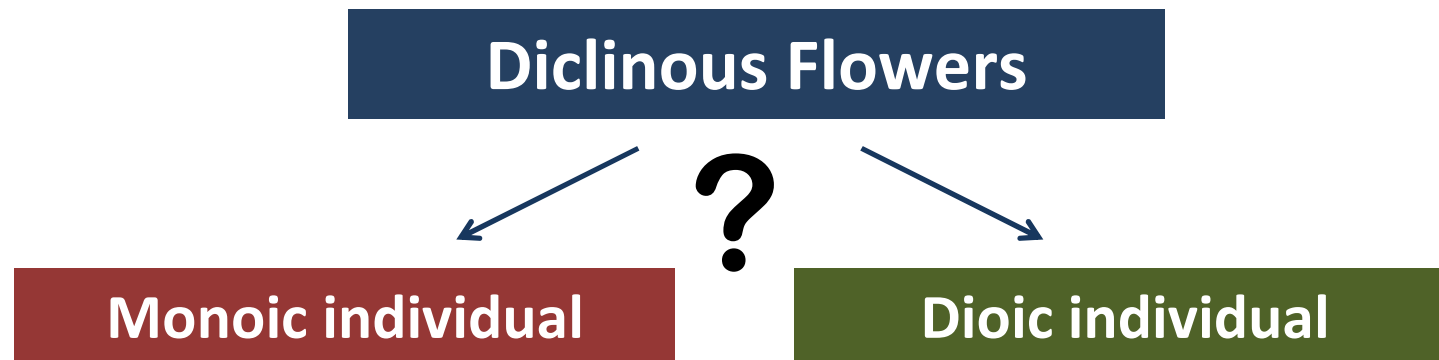 Diclinous Flowers
?
Monoic individual
Dioic individual